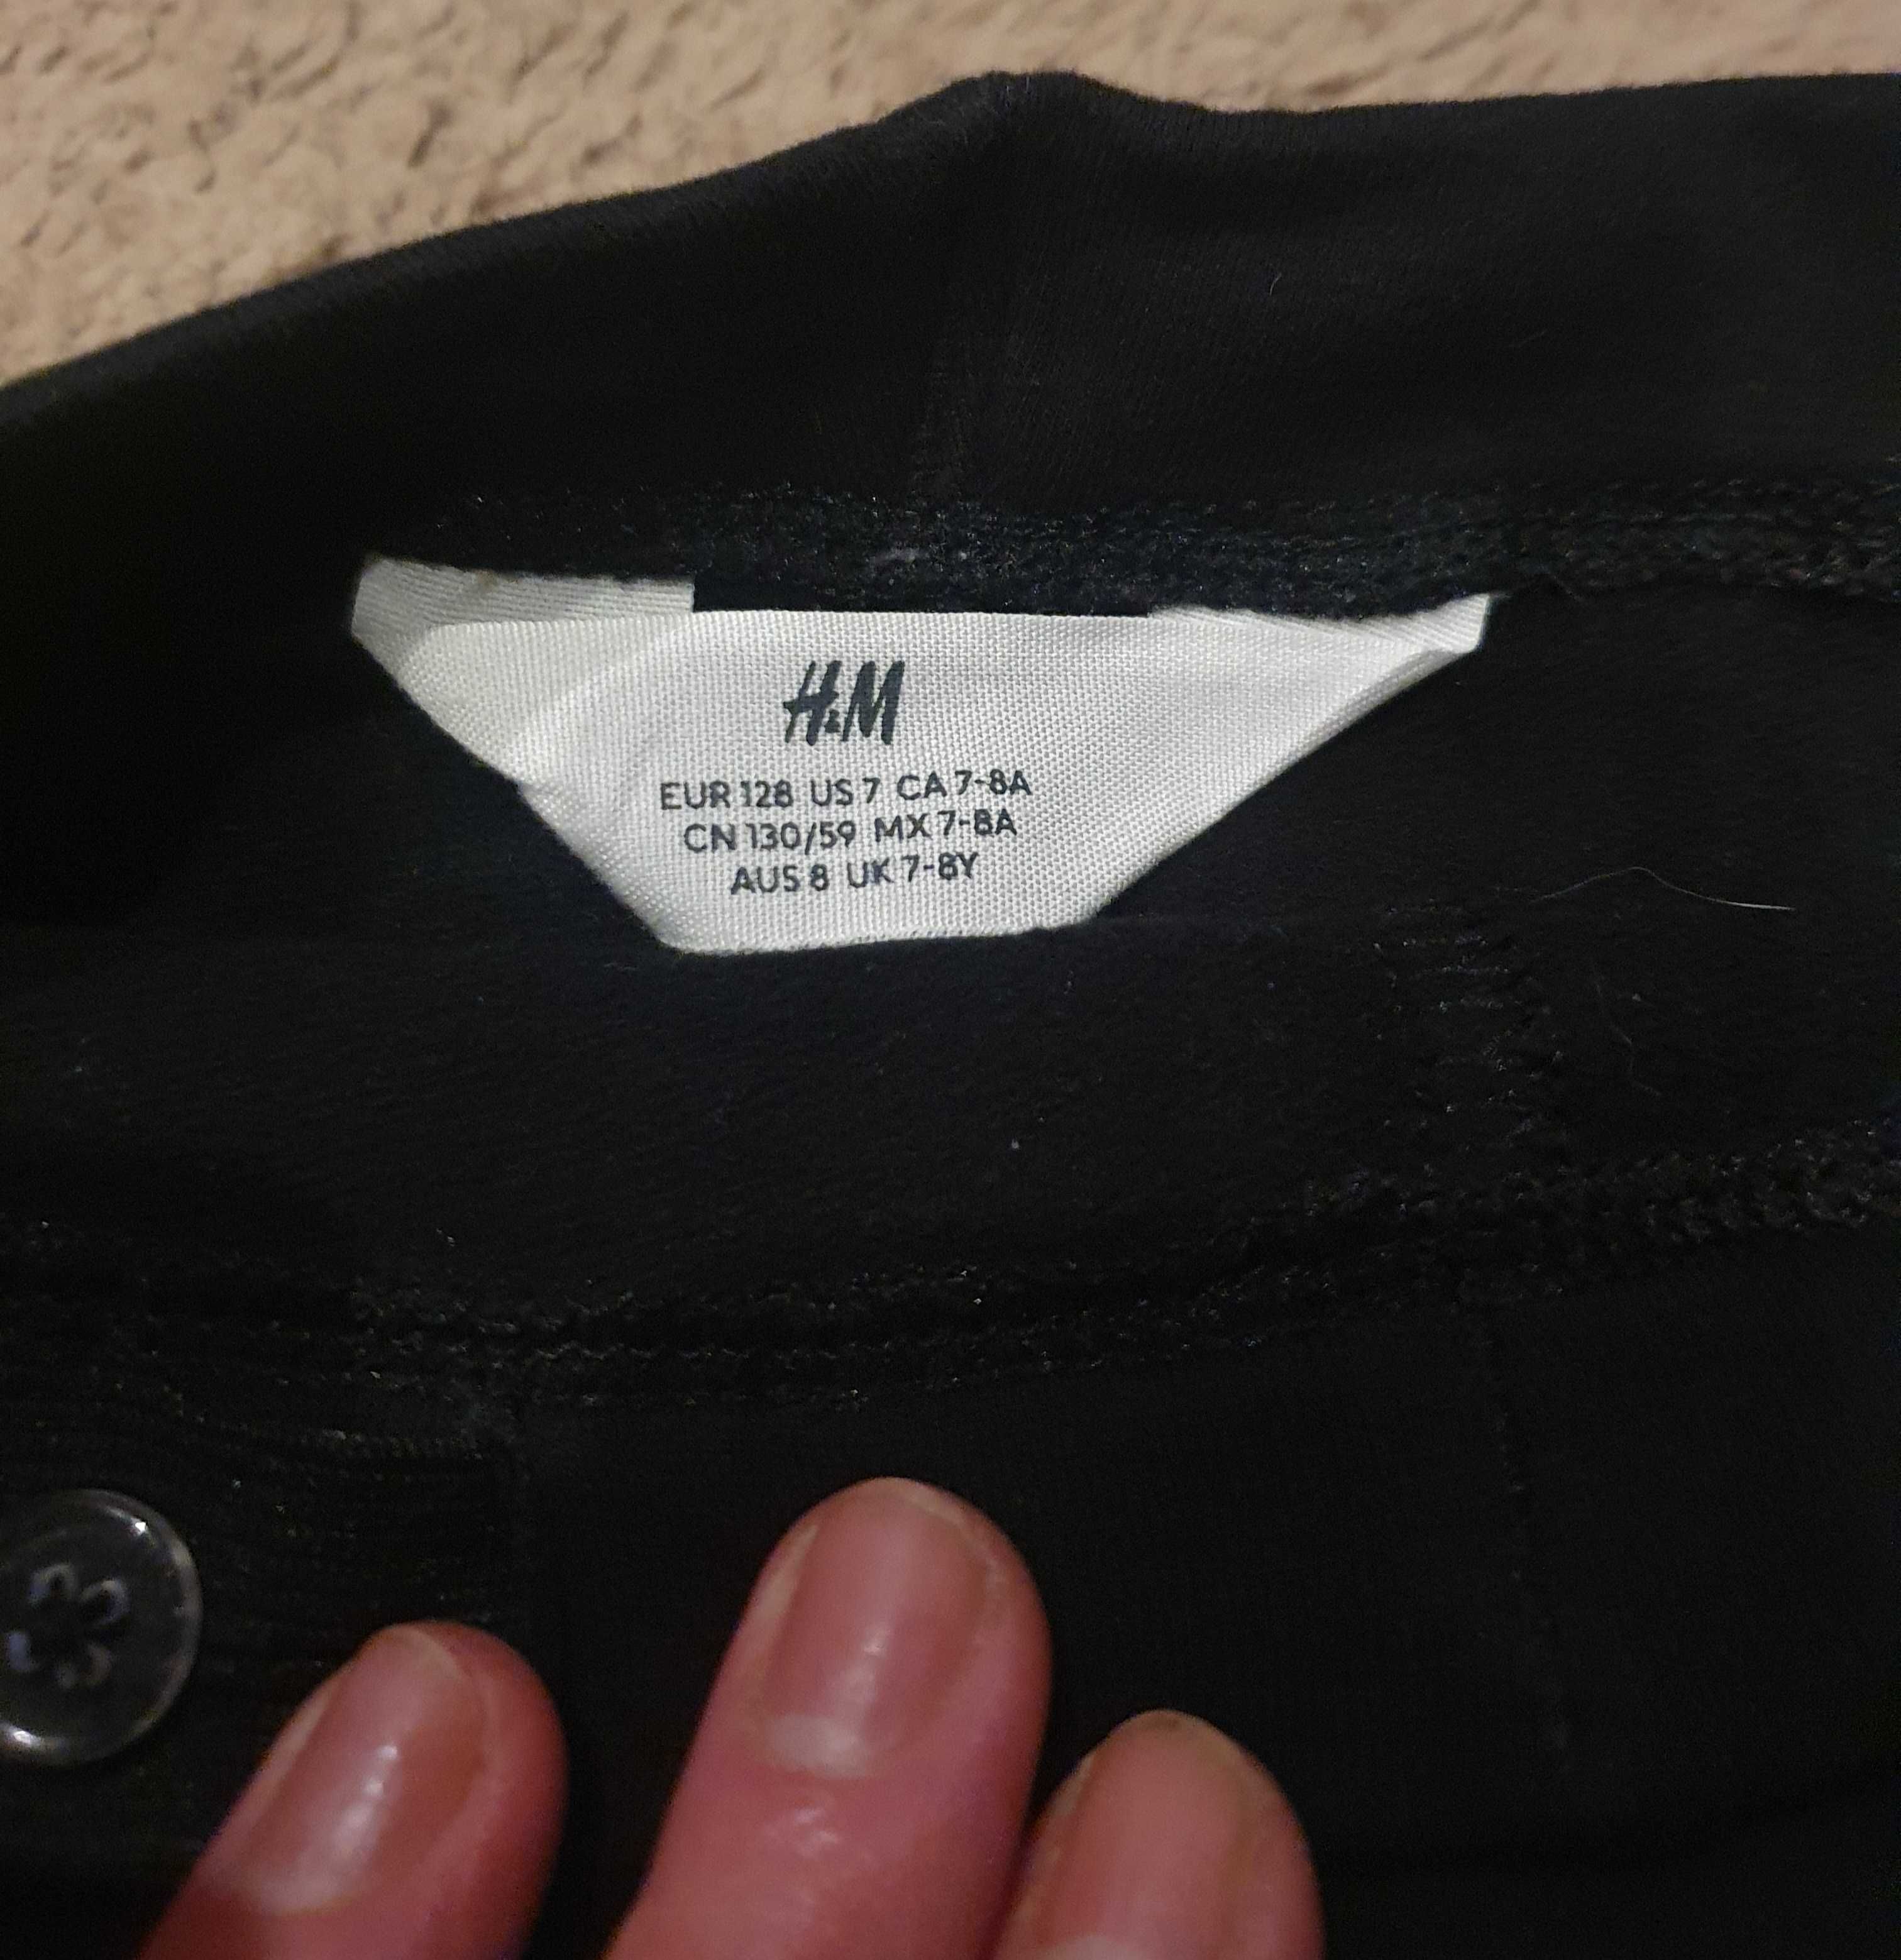 H&M
EUR 128 US 7 CA 7-8A
CN 130/59 MX 7-8A
AUS 8 UK 7-8Y